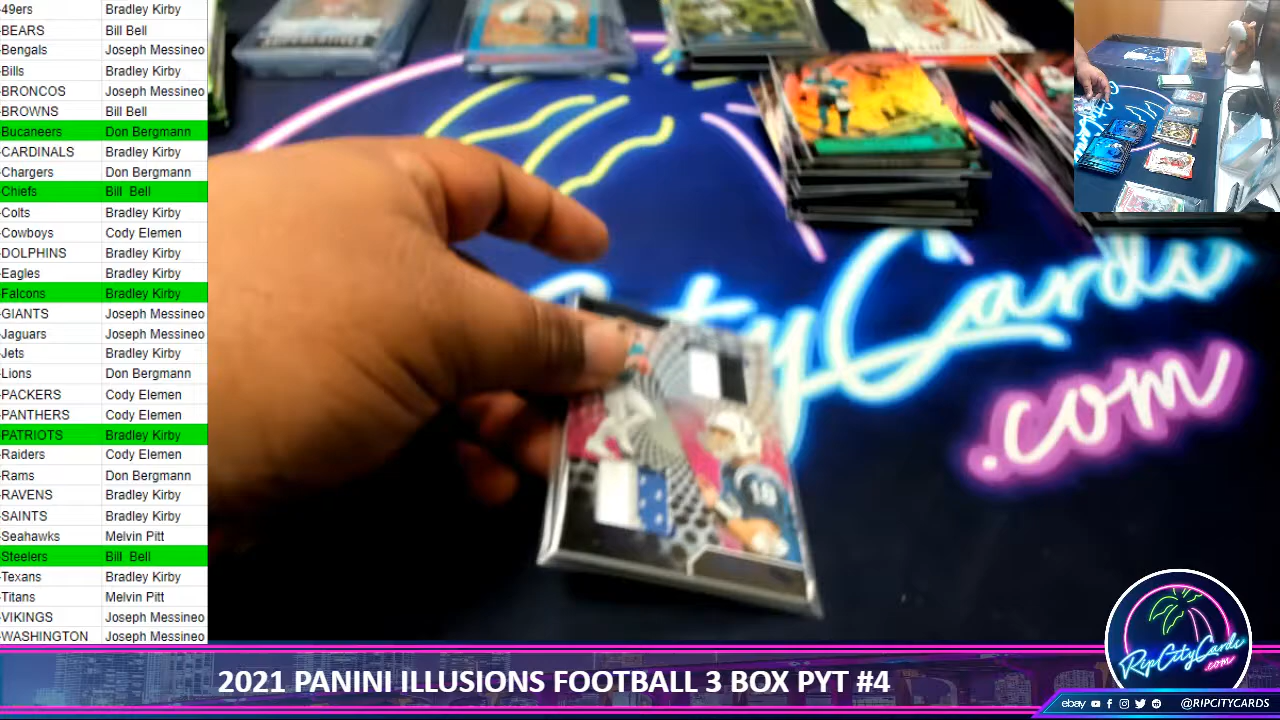 -49ers Bradley Kirby
-BEARS Bill Bell
-Bengals Joseph Messineo
-Bills Bradley Kirby
-BRONCOS Joseph Messineo
-BROWNS Bill Bell
-Bucaneers Don Bergmann
-CARDINALS Bradley Kirby
-Chargers Don Bergmann
-Chiefs Bill Bell
-Colts Bradley Kirby
-Cowboys Cody Elemen
-DOLPHINS Bradley Kirby
-Eagles Bradley Kirby
-Falcons Bradley Kirby
-GIANTS Joseph Messineo
-Jaguars Joseph Messineo
-Jets Bradley Kirby
-Lions Don Bergmann
-PACKERS Cody Elemen
-PANTHERS Cody Elemen
-PATRIOTS Bradley Kirby
-Raiders Cody Elemen
-Rams Don Bergmann
-RAVENS Bradley Kirby
-SAINTS Bradley Kirby
-Seahawks Melvin Pitt
-Steelers Bill Bell
-Texans Bradley Kirby
-Titans Melvin Pitt
-VIKINGS Joseph Messineo
-WASHINGTON Joseph Messineo
tyCards
.com
18
RipCityCards
.com
2021 PANINI ILLUSIONS FOOTBALL 3 BOX PYT #4
ebay @RIPCITYCARDS